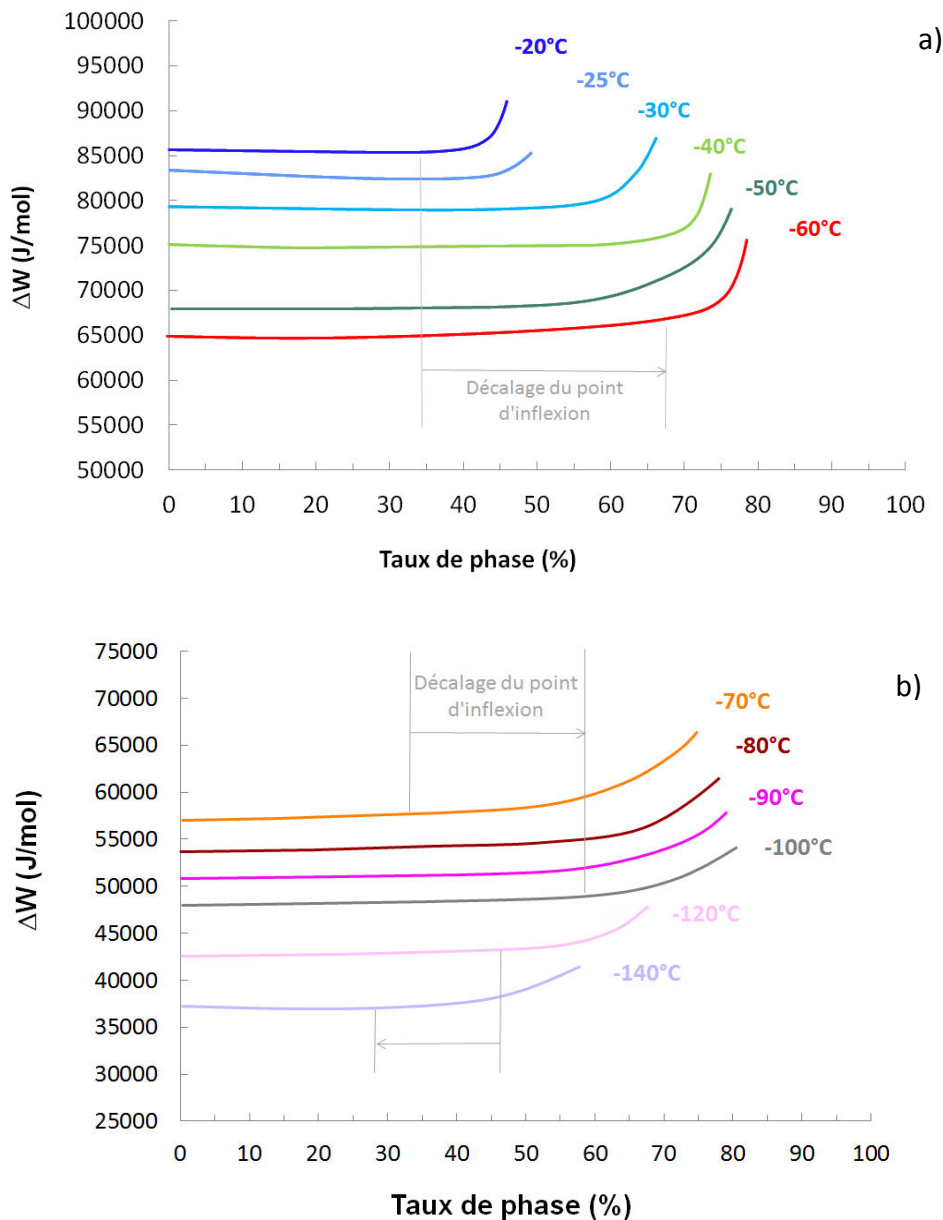 a)
100000
95000
90000
85000
80000
75000
70000
65000
60000
55000
50000
ΔW (J/mol)
-20°C
-25°C
-30°C
-40°C
-50°C
-60°C
Décalage du point
d'inflexion
0 10 20 30 40 50 60 70 80 90 100
Taux de phase (%)
b)
75000
70000
65000
60000
55000
50000
45000
40000
35000
30000
25000
ΔW (J/mol)
Décalage du point
d'inflexion
-70°C
-80°C
-90°C
-100°C
-120°C
-140°C
0 10 20 30 40 50 60 70 80 90 100
Taux de phase (%)